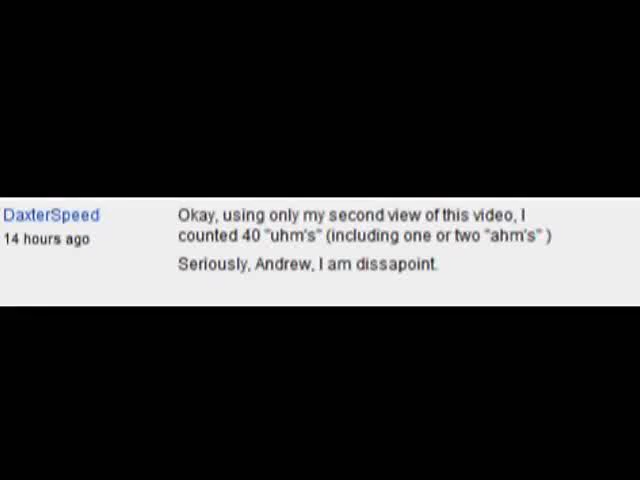 DaxterSpeed
14 hours ago
Okay, using only my second view of this video, I
counted 40 "uhm's" (including one or two "ahm's" )
Seriously, Andrew, I am dissapoint.